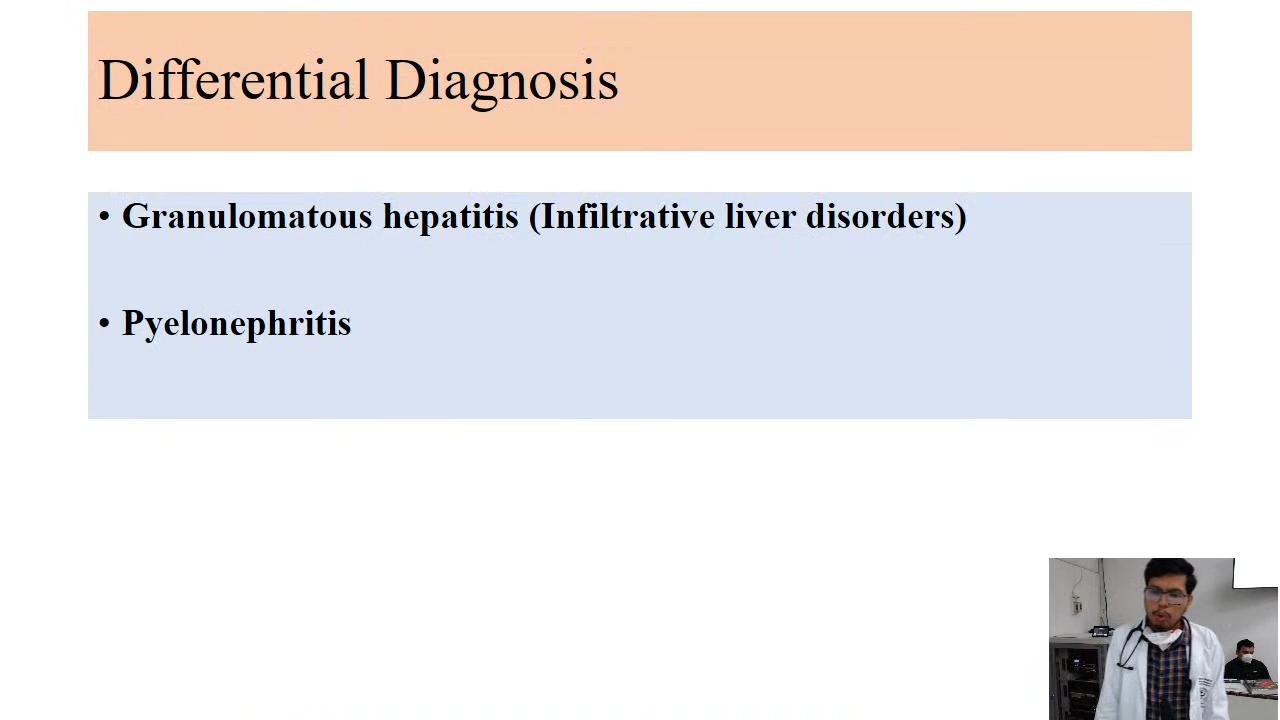 Differential Diagnosis
• Granulomatous hepatitis (Infiltrative liver disorders)
• Pyelonephritis